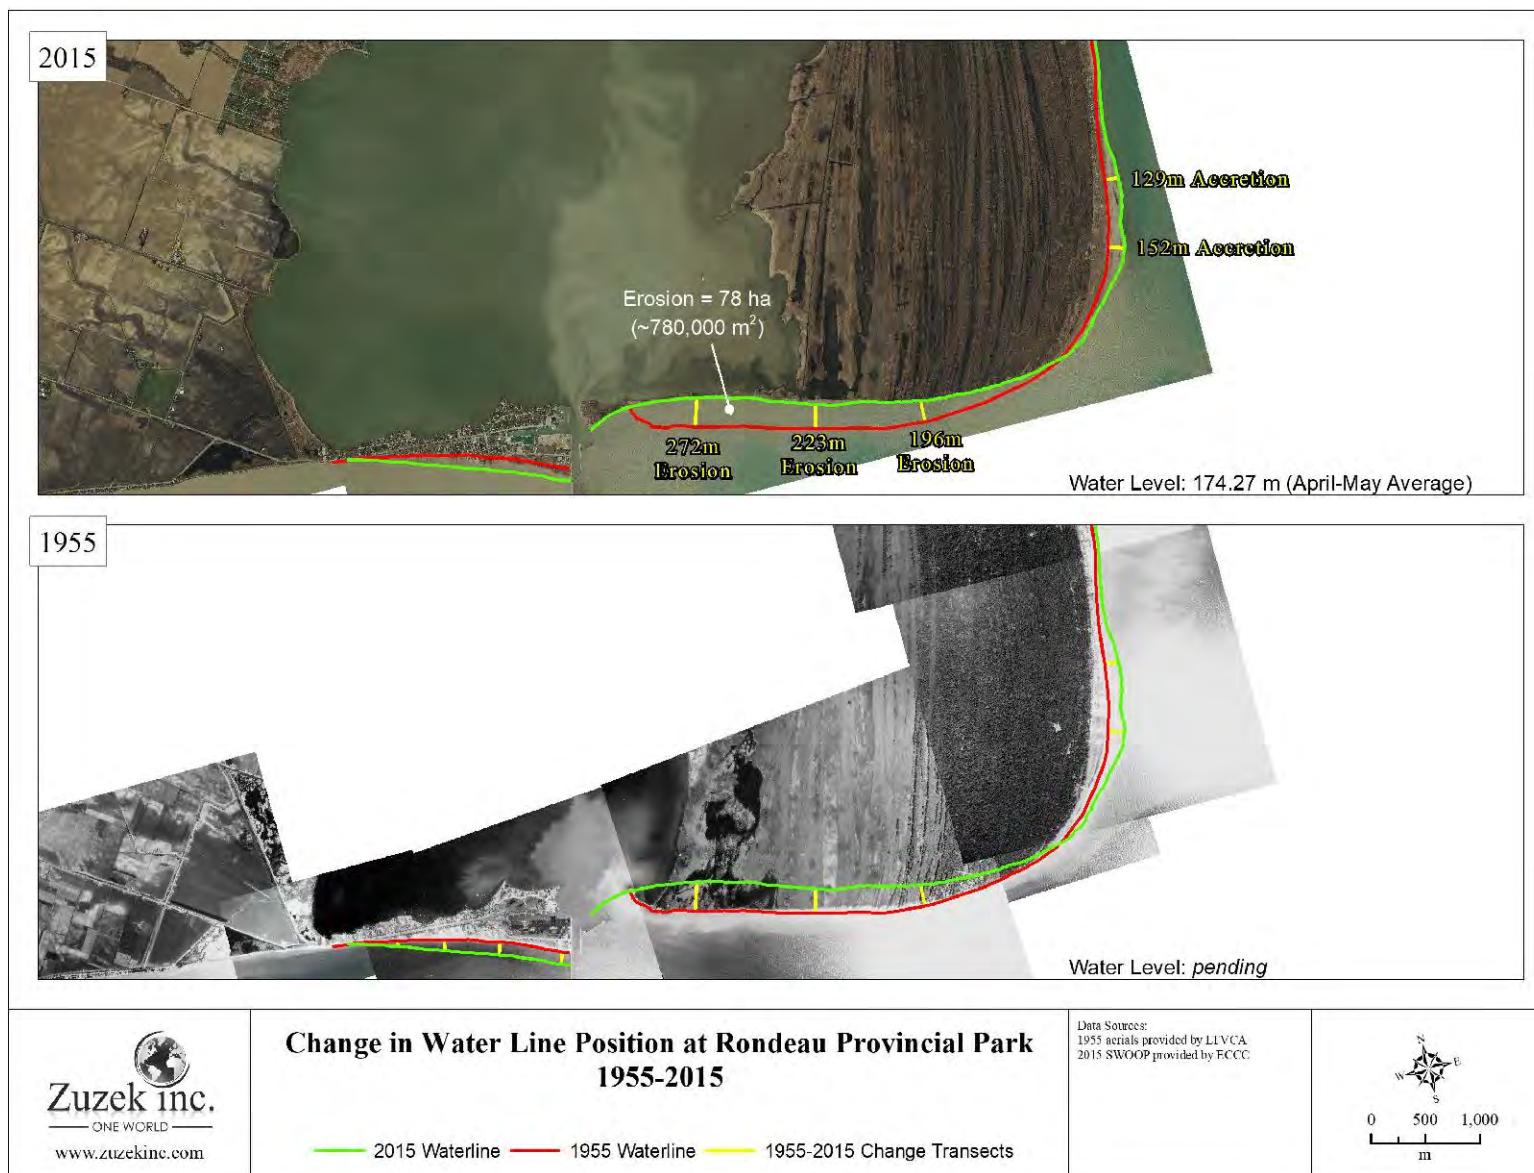 2015
129m Accretion
152m Accretion
Erosion = 78 ha
(~780,000 m²)
272m
Erosion
223m
Erosion
196m
Erosion
Water Level: 174.27 m (April-May Average)
1955
Water Level: pending
Zuzek inc.
ONE WORLD
www.zuzekinc.com
Change in Water Line Position at Rondeau Provincial Park
1955-2015
2015 Waterline
1955 Waterline
1955-2015 Change Transects
Data Sources:
1955 aerials provided by LTVCA
2015 SWOOP provided by ECCC
N
W
E
S
0 500 1,000
m